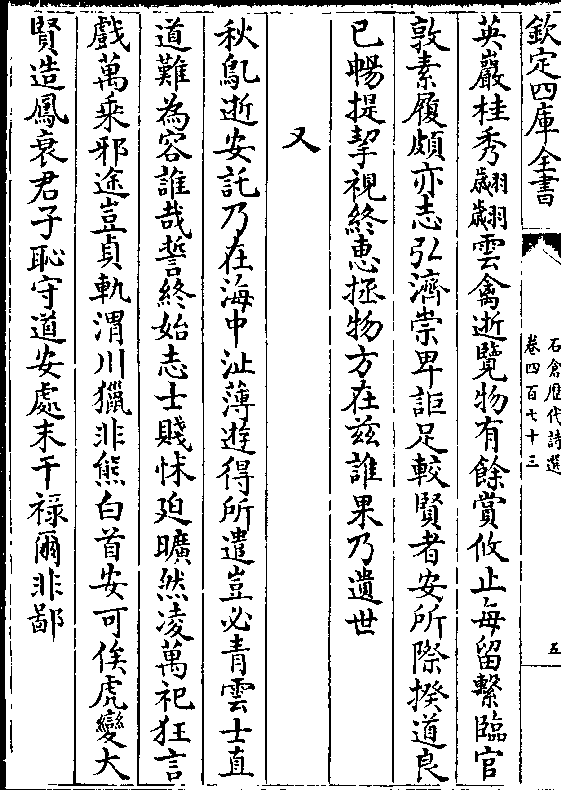 欽定四庫全書
石倉歴代詩選
卷四百七十三
五
英巖桂秀翽翽雲禽逝覽物有餘賞攸止每留繫臨官
敦素履頗亦志弘濟崇卑詎足較賢者安所際揆道良
已暢提挈視終惠拯物方在兹誰果乃遺世
又
秋鳬逝安託乃在海中沚薄遊得所遣豈必青雲士直
道難為容誰哉誓終始志士賤怵廹曠然凌萬祀狂言
戲萬乘邪途豈貞軌渭川獵非熊白首安可俟虎變大
賢造鳳衰君子恥守道安處末干禄爾非鄙